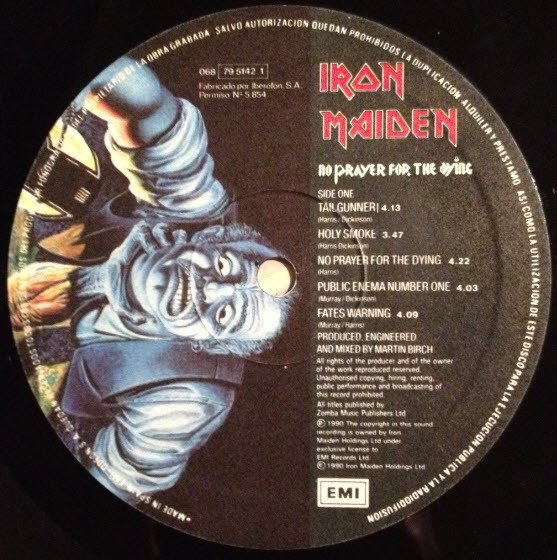 SALVO AUTORIZACION QUEDAN PROHIBIDOS LA DUPLICACION, ALQUILER Y PRESTAMO ASI COMO LA UTILIZACION DE ESTE DISCO PARA LA EJECUCION PUBLICA Y LA RADIODIFUSION
DE LA OBRA GRABADA
068 79 5142 1
Fabricado por Iberofon, S.A.
Permiso Nº 5.854
IRON
MAIDEN
NO PRAYER FOR THE DYING
SIDE ONE
TAILGUNNER 4.13
(Harris / Dickinson)
HOLY SMOKE 3.47
(Harris Dickinson)
NO PRAYER FOR THE DYING 4.22
(Harris)
PUBLIC ENEMA NUMBER ONE 4.03
(Murray / Dickinson)
FATES WARNING 4.09
(Murray / Harris)
PRODUCED, ENGINEERED
AND MIXED BY MARTIN BIRCH
All rights of the producer and of the owner
of the work reproduced reserved.
Unauthorised copying, hiring, renting,
public performance and broadcasting of
this record prohibited.
All titles published by
Zomba Music Publishers Ltd
Ⓟ 1990 The copyright in this sound
recording is owned by Iron
Maiden Holdings Ltd under
exclusive license to
EMI Records Ltd.
© 1990 Iron Maiden Holdings Ltd
EMI
• MADE IN SPAIN